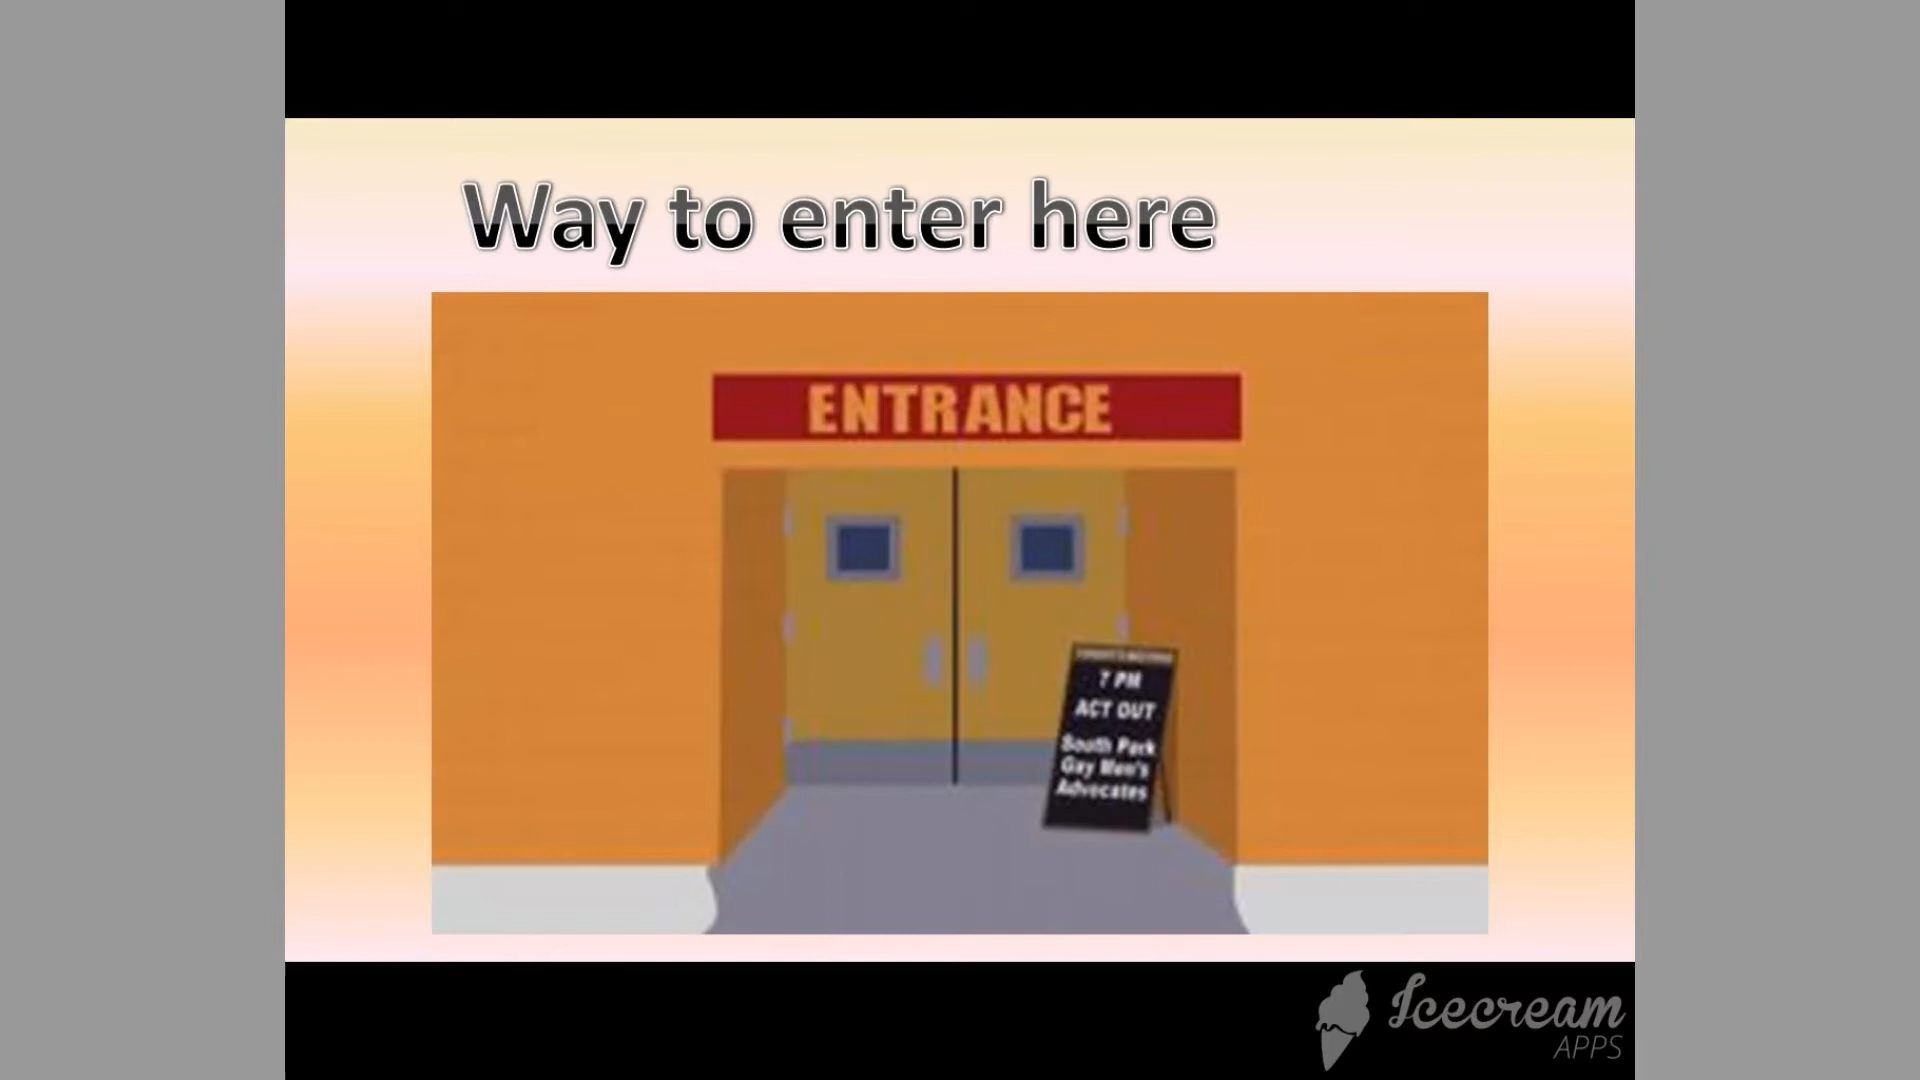 Way to enter here
ENTRANCE
7 PM
ACT OUT
South Park
Gay Men's
Advocates
Icecream
APPS